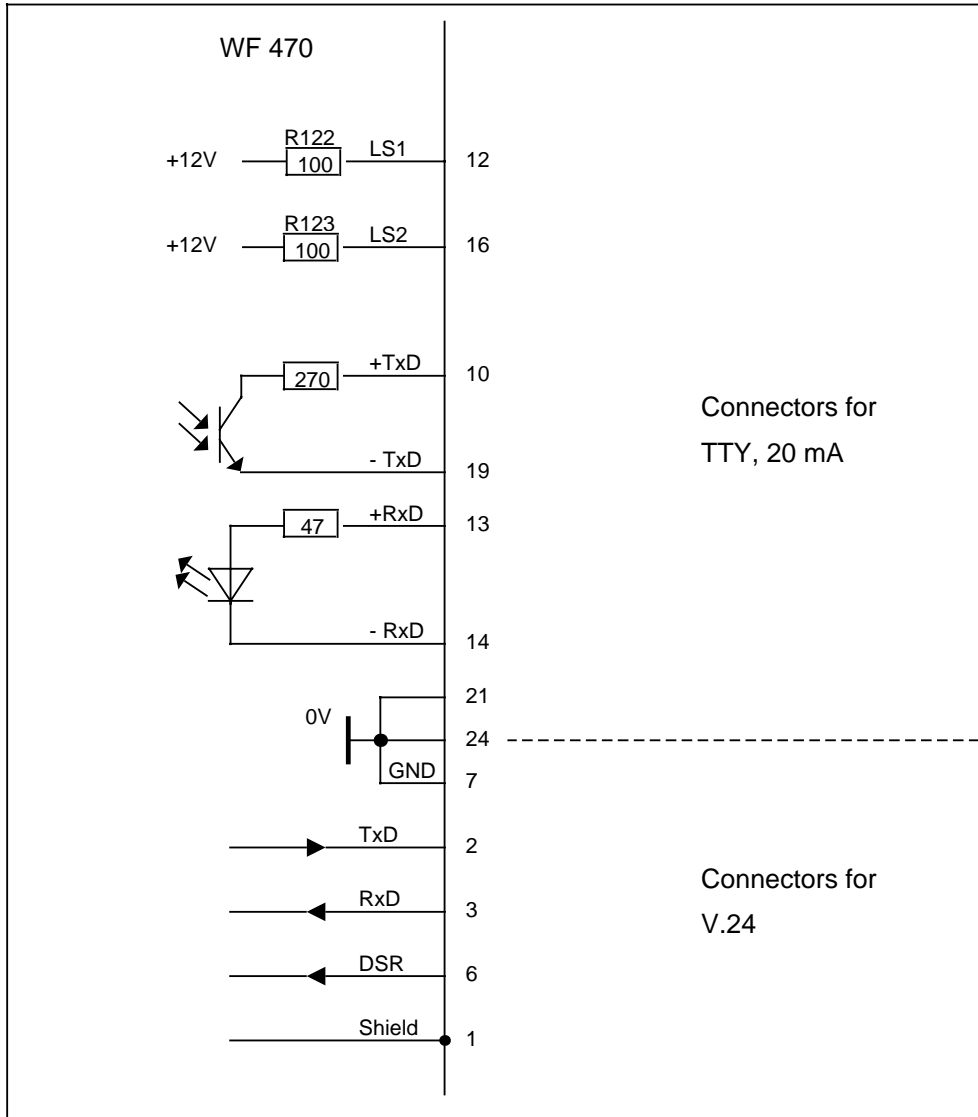 WF 470
R122
+12V 100 LS1 12
R123
+12V 100 LS2 16
270 +TxD 10
Connectors for
TTY, 20 mA
- TxD 19
47 +RxD 13
- RxD 14
21
0V
24
GND 7
TxD 2
Connectors for
V.24
RxD 3
DSR 6
Shield 1